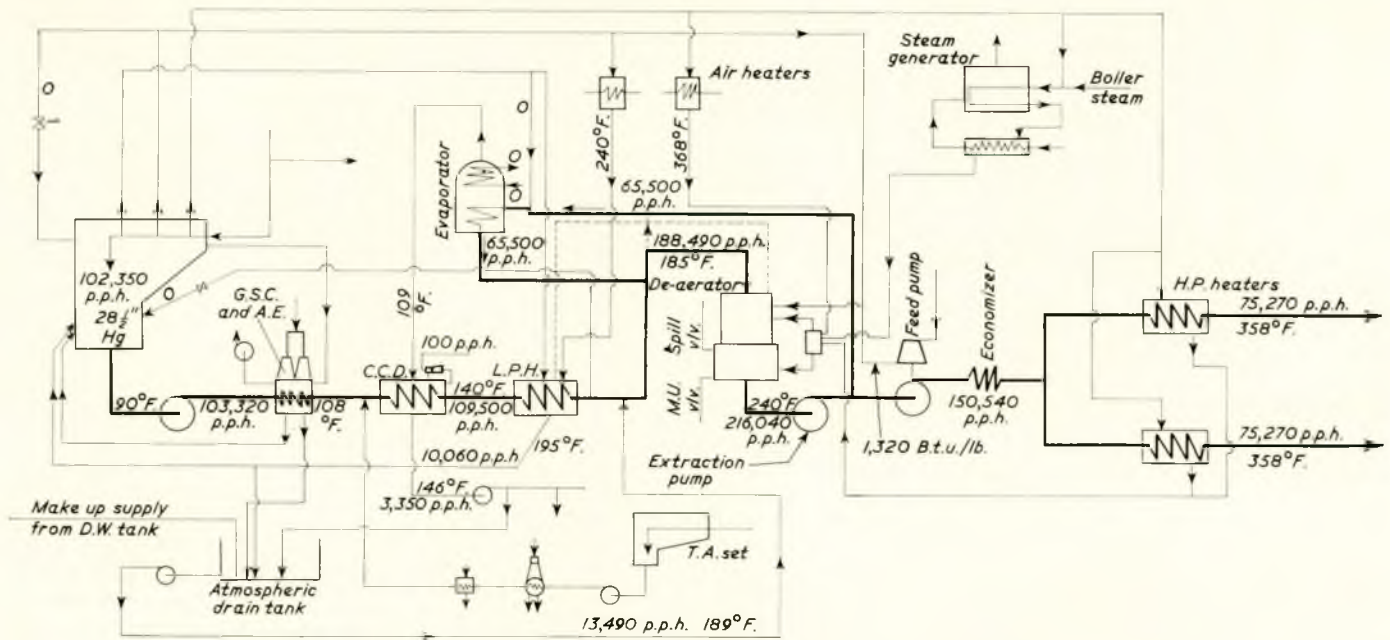 Steam
generator
Boiler
steam
Air heaters
240°F.
368°F.
Evaporator
O
O
O
O
65,500
p.p.h.
65,500
p.p.h.
188,490 p.p.h.
185°F.
De-aerator
102,350
p.p.h.
28½"
Hg
O
G.S.C.
and A.E.
109
°F.
100 p.p.h.
C.C.D.
L.P.H.
Spill
vlv.
M.U.
vlv.
Feed pump
Economizer
H.P. heaters
75,270 p.p.h.
358°F.
90°F.
103,320
p.p.h.
108
°F.
140°F.
109,500
p.p.h.
195°F.
240°F.
216,040
p.p.h.
1,320 B.t.u./lb.
150,540
p.p.h.
75,270 p.p.h.
358°F.
10,060 p.p.h
146°F.
3,350 p.p.h.
Extraction
pump
Make up supply
from D.W. tank
T.A. set
Atmospheric
drain tank
13,490 p.p.h. 189°F.